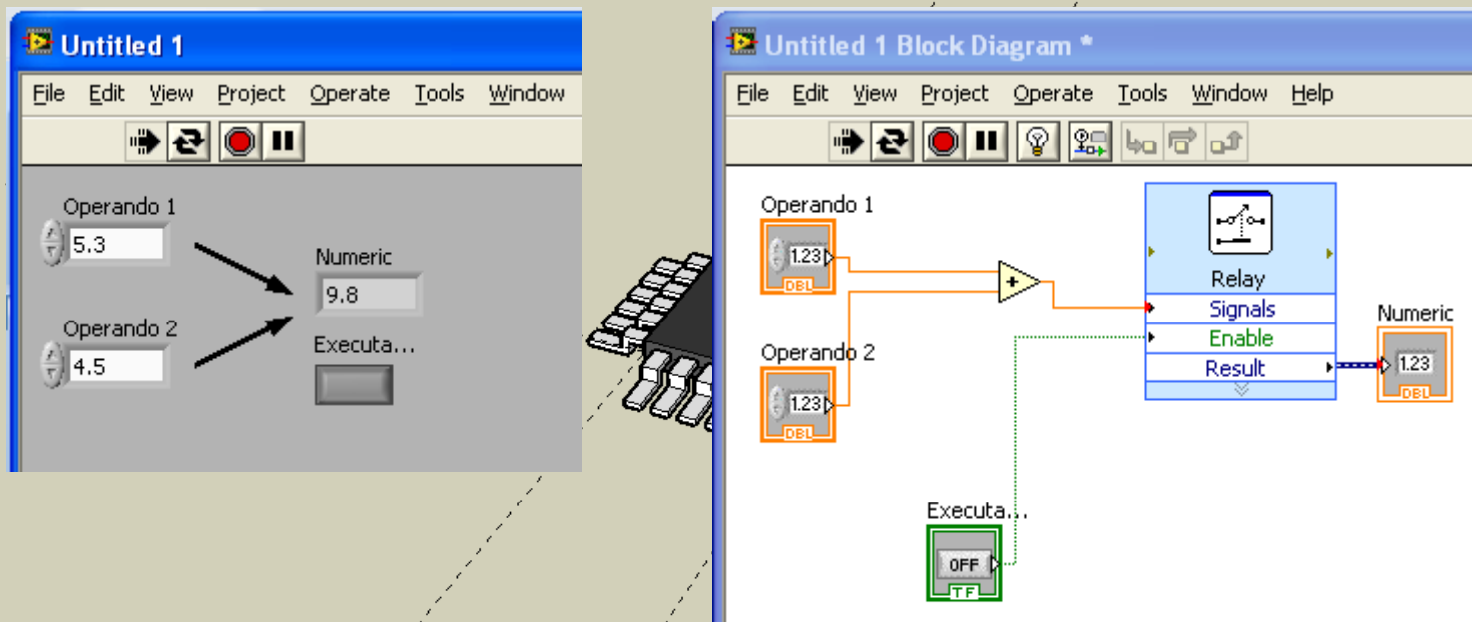 Untitled 1
File Edit View Project Operate Tools Window
Operando 1
5.3
Numeric
9.8
Operando 2
4.5
Executa...
Untitled 1 Block Diagram *
File Edit View Project Operate Tools Window Help
Operando 1
1.23
DBL
+
Relay
Signals
Enable
Result
Numeric
1.23
DBL
Operando 2
1.23
DBL
Executa...
OFF
TF